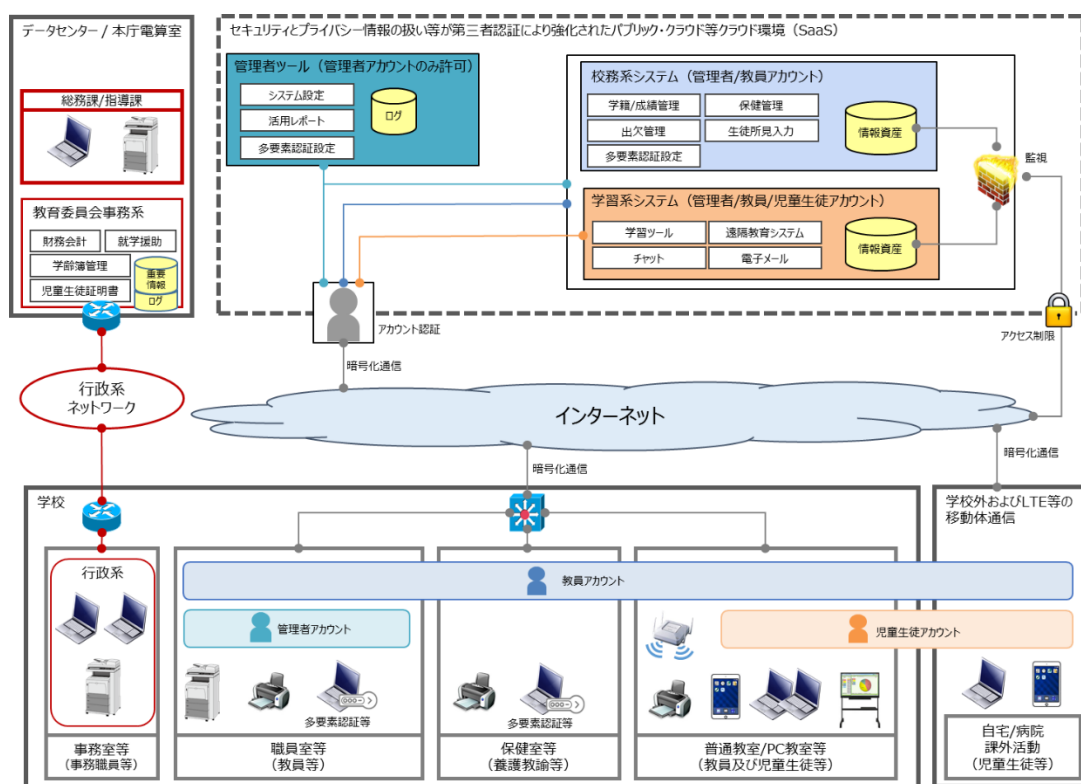 データセンター / 本庁電算室
総務課/指導課
教育委員会事務系
財務会計
就学援助
学齢簿管理
児童生徒証明書
重要
情報
ログ
行政系
ネットワーク
セキュリティとプライバシー情報の扱い等が第三者認証により強化されたパブリック・クラウド等クラウド環境（SaaS）
管理者ツール（管理者アカウントのみ許可）
システム設定
活用レポート
多要素認証設定
ログ
校務系システム（管理者/教員アカウント）
学籍/成績管理
保健管理
出欠管理
生徒所見入力
多要素認証設定
情報資産
監視
学習系システム（管理者/教員/児童生徒アカウント）
学習ツール
遠隔教育システム
チャット
電子メール
情報資産
アカウント認証
アクセス制限
暗号化通信
インターネット
暗号化通信
暗号化通信
学校
学校外およびLTE等の
移動体通信
行政系
教員アカウント
管理者アカウント
児童生徒アカウント
多要素認証等
多要素認証等
事務室等
（事務職員等）
職員室等
（教員等）
保健室等
（養護教諭等）
普通教室/PC教室等
（教員及び児童生徒等）
自宅/病院
課外活動
（児童生徒等）